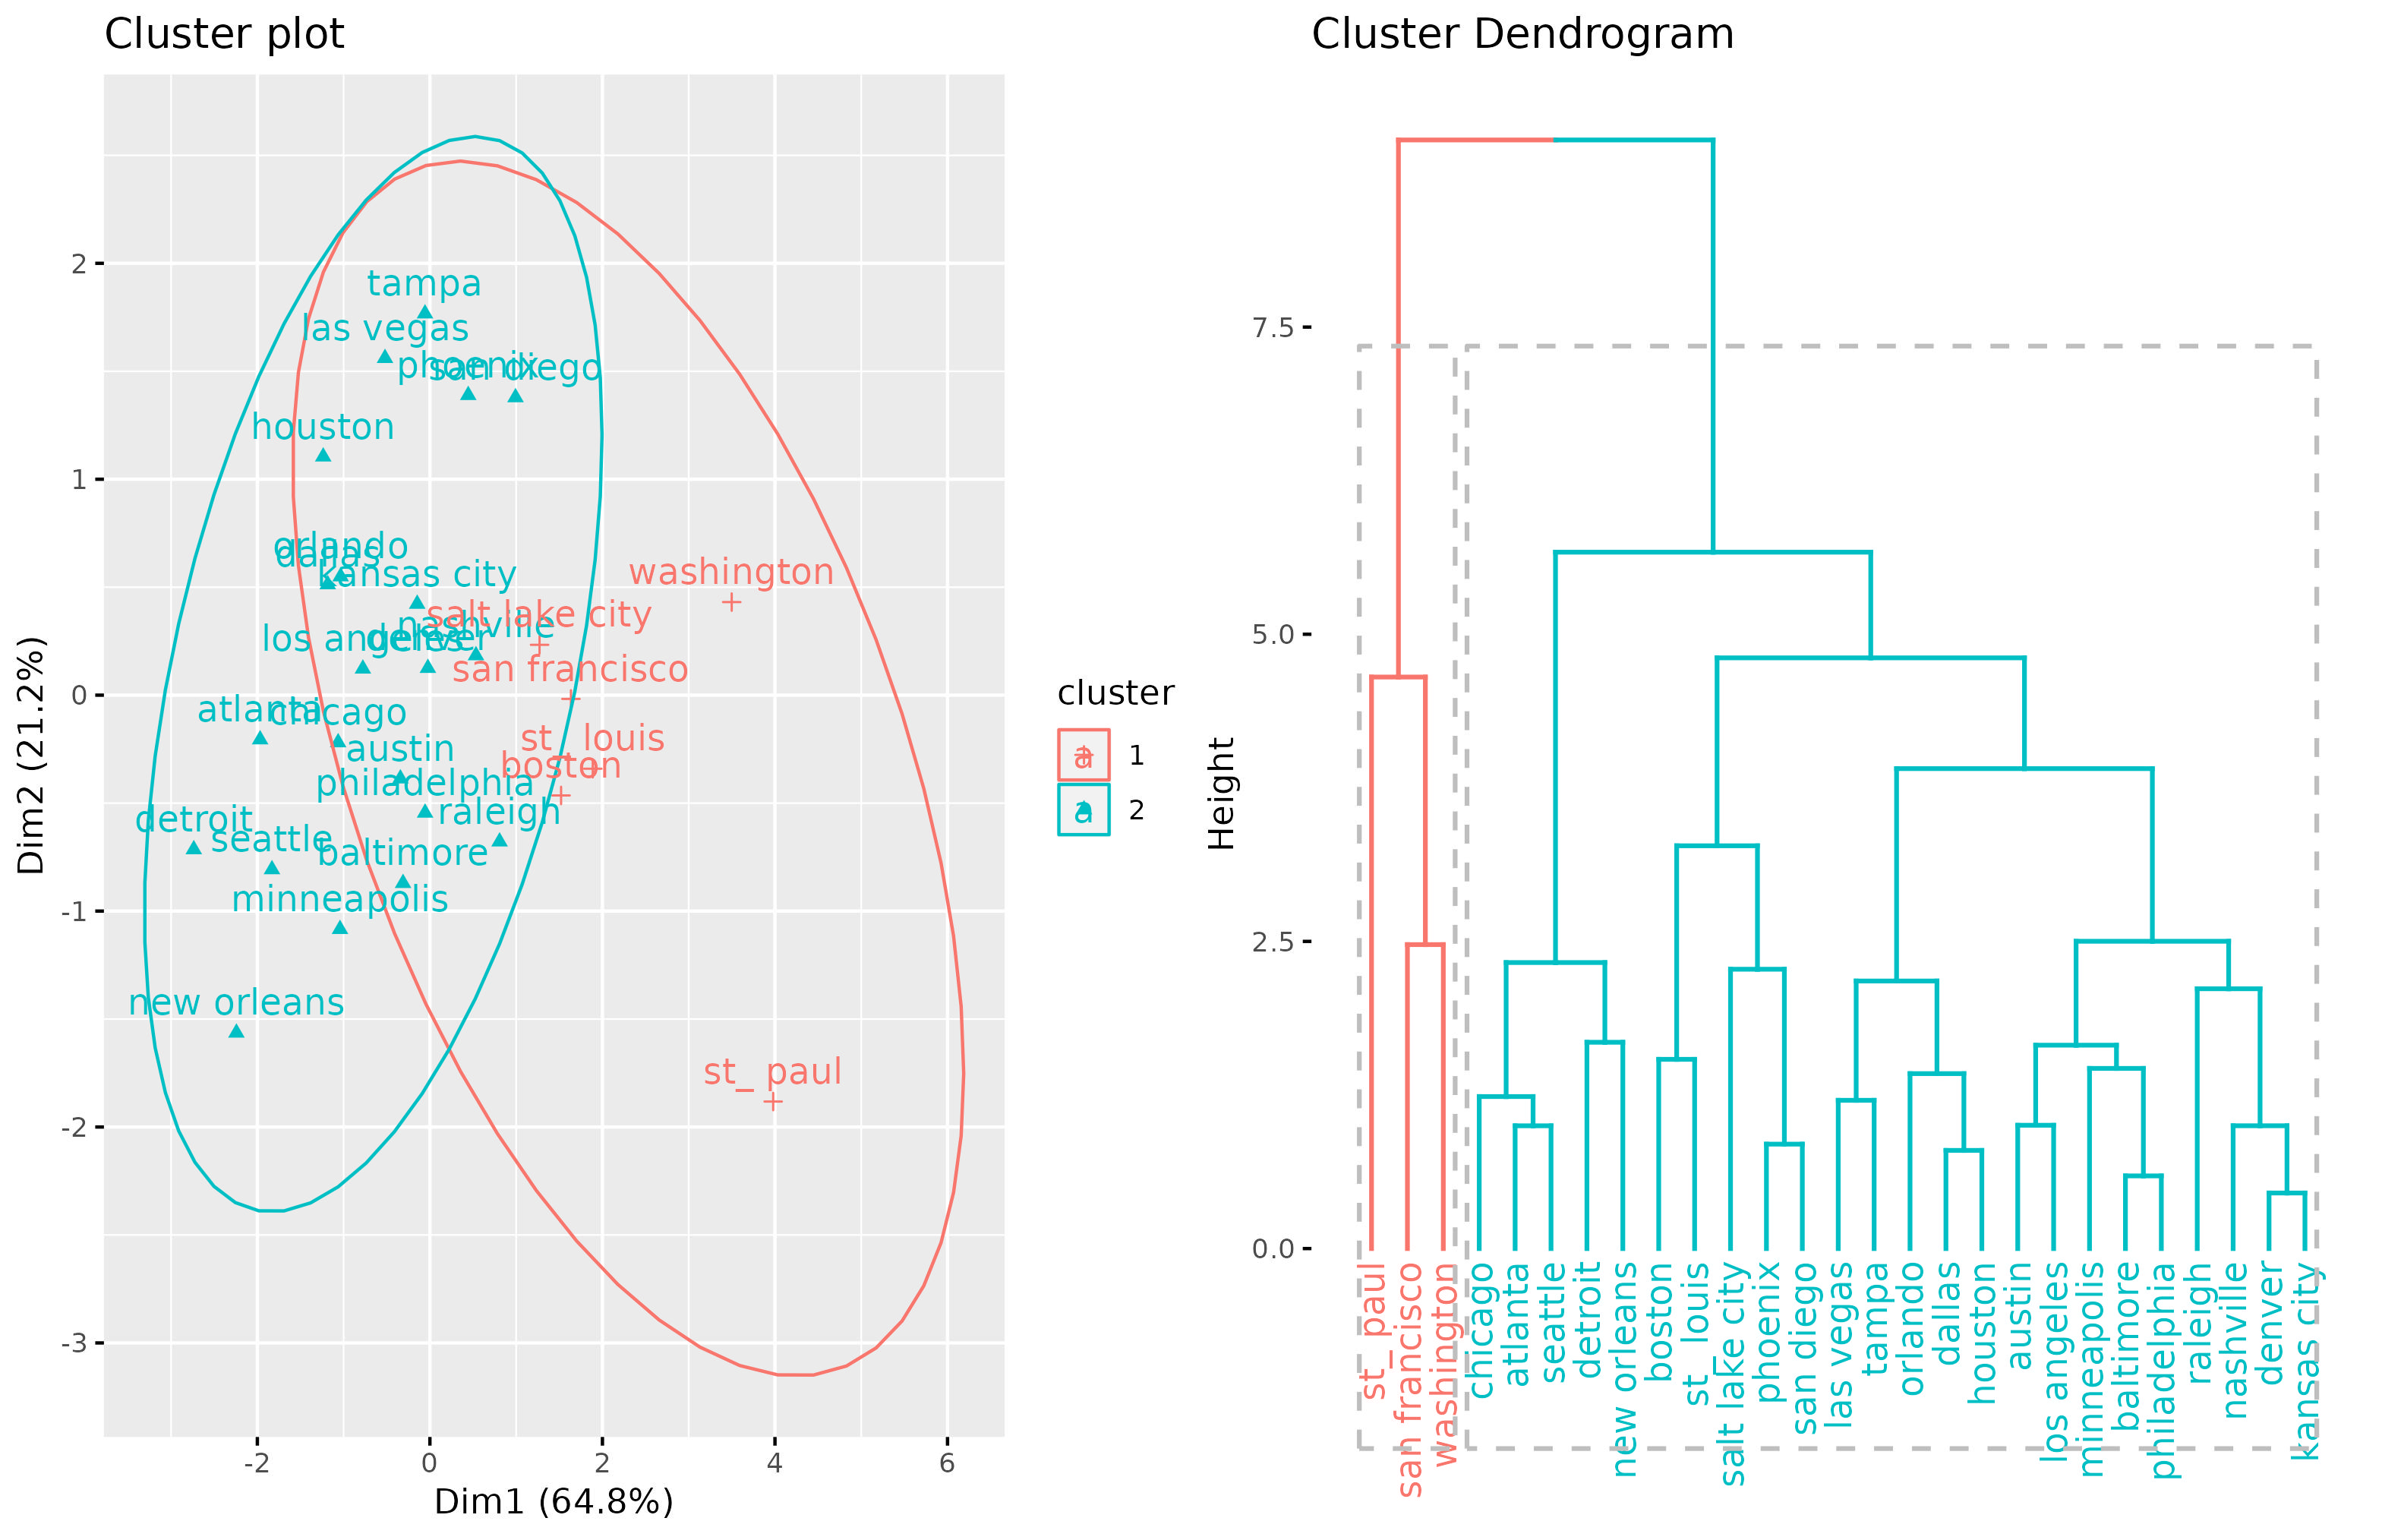 Cluster plot
Dim2 (21.2%)
2
1
0
-1
-2
-3
tampa
las vegas
phoenix
san diego
houston
orlando
dallas
kansas city
washington
salt lake city
nashville
los angeles
denver
san francisco
atlanta
chicago
austin
st_ louis
boston
philadelphia
raleigh
detroit
seattle
baltimore
minneapolis
new orleans
st_ paul
-2
0
2
4
6
Dim1 (64.8%)
cluster
a 1
a 2
Cluster Dendrogram
Height
7.5
5.0
2.5
0.0
st_ paul
san francisco
washington
chicago
atlanta
seattle
detroit
new orleans
boston
st_ louis
salt lake city
phoenix
san diego
las vegas
tampa
orlando
dallas
houston
austin
los angeles
minneapolis
baltimore
philadelphia
raleigh
nashville
denver
kansas city